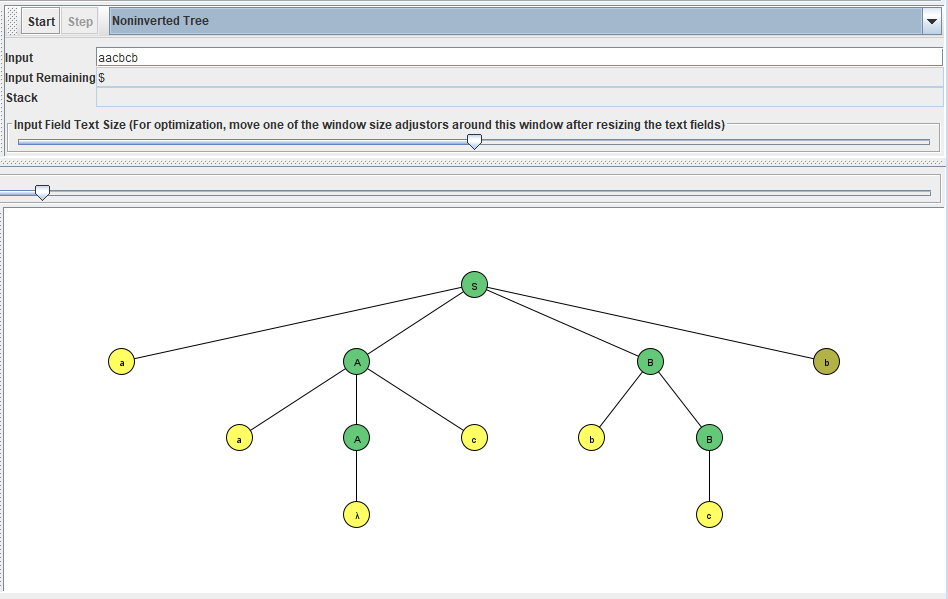 Start Step Noninverted Tree
Input aacbcb
Input Remaining $
Stack
Input Field Text Size (For optimization, move one of the window size adjustors around this window after resizing the text fields)
S
a A B b
a A c b B
λ c